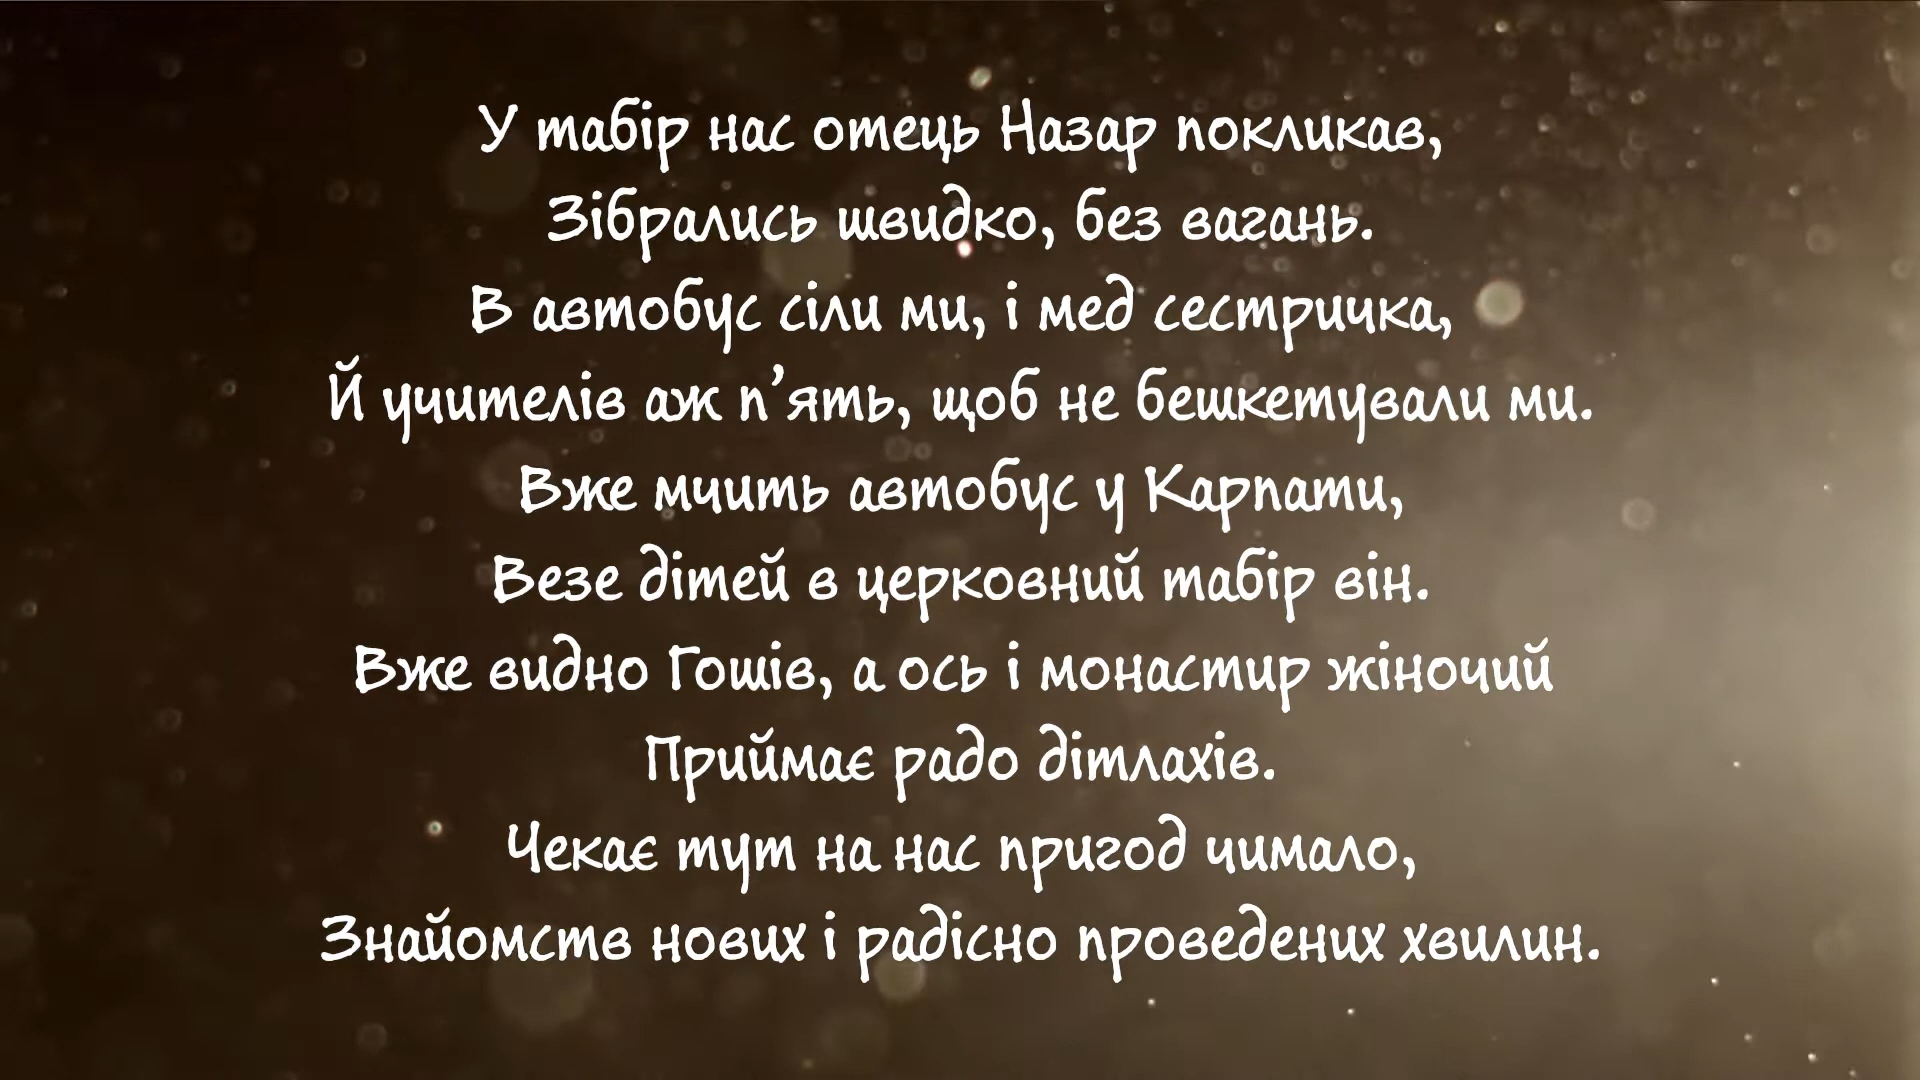 У табір нас отець Назар покликав,
Зібрались швидко, без вагань.
В автобус сіли ми, і мед сестричка,
Й учителів аж п’ять, щоб не бешкетували ми.
Вже мчить автобус у Карпати,
Везе дітей в церковний табір він.
Вже видно Гошів, а ось і монастир жіночий
Приймає радо дітлахів.
Чекає тут на нас пригод чимало,
Знайомств нових і радісно проведених хвилин.